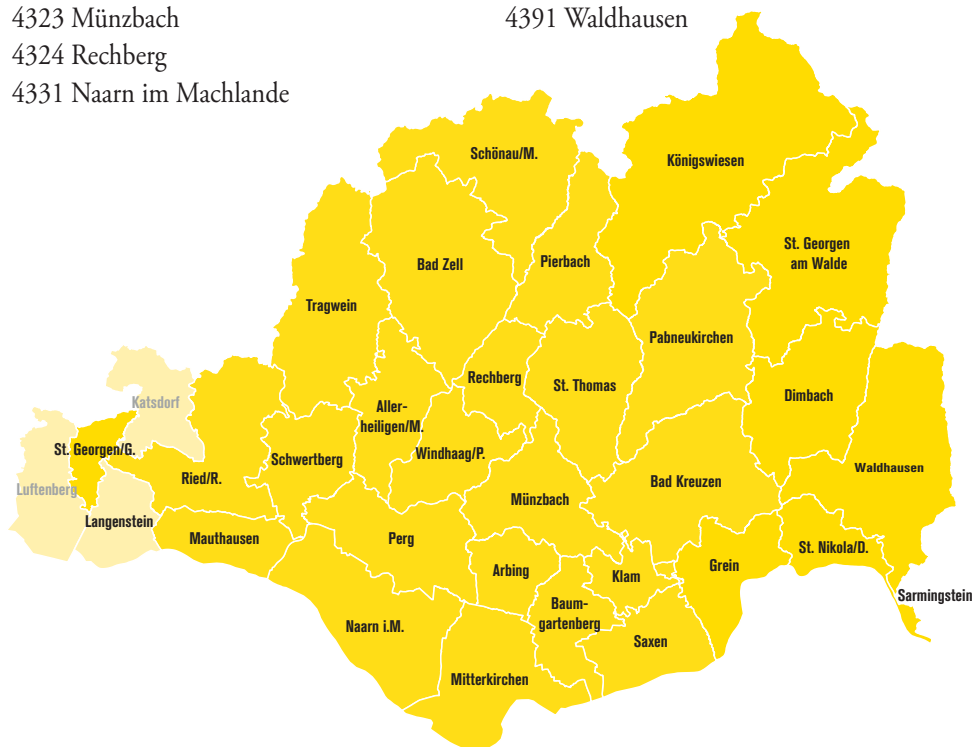 4323 Münzbach
4324 Rechberg
4331 Naarn im Machlande
4391 Waldhausen
Schönau/M.
Königswiesen
St. Georgen
am Walde
Bad Zell
Pierbach
Tragwein
Pabneukirchen
Rechberg
St. Thomas
Dimbach
Katsdorf
Aller-
heiligen/M.
St. Georgen/G.
Schwertberg
Windhaag/P.
Waldhausen
Luftenberg
Ried/R.
Bad Kreuzen
Münzbach
Langenstein
Mauthausen
Perg
St. Nikola/D.
Arbing
Klam
Grein
Sarmingstein
Baum-
gartenberg
Naarn i.M.
Saxen
Mitterkirchen